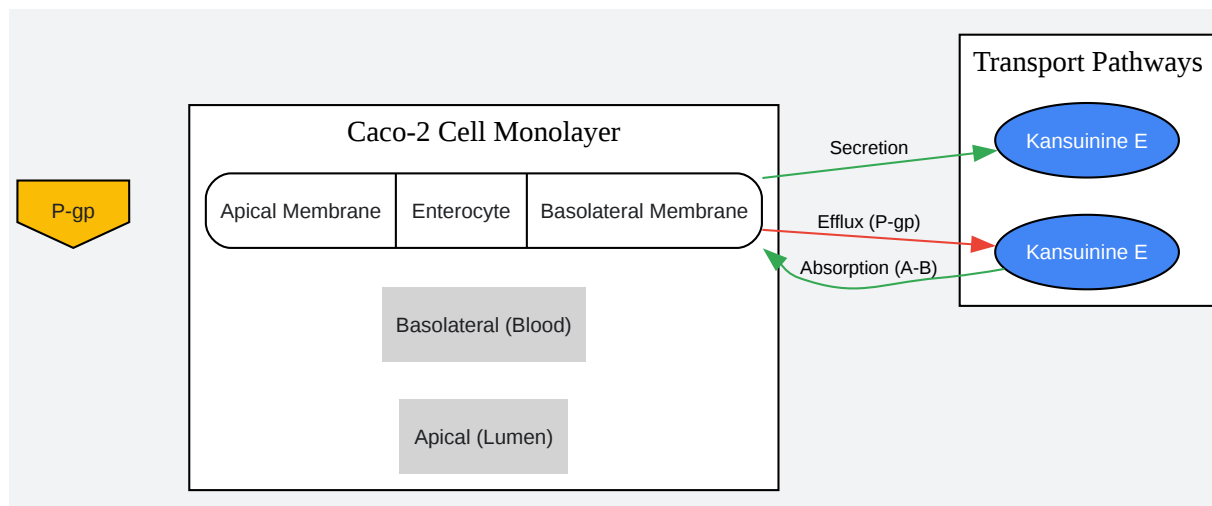 Transport Pathways
Caco-2 Cell Monolayer
Kansuinine E
Secretion
P-gp
Apical Membrane
Enterocyte
Basolateral Membrane
Efflux (P-gp)
Kansuinine E
Absorption (A-B)
Basolateral (Blood)
Apical (Lumen)